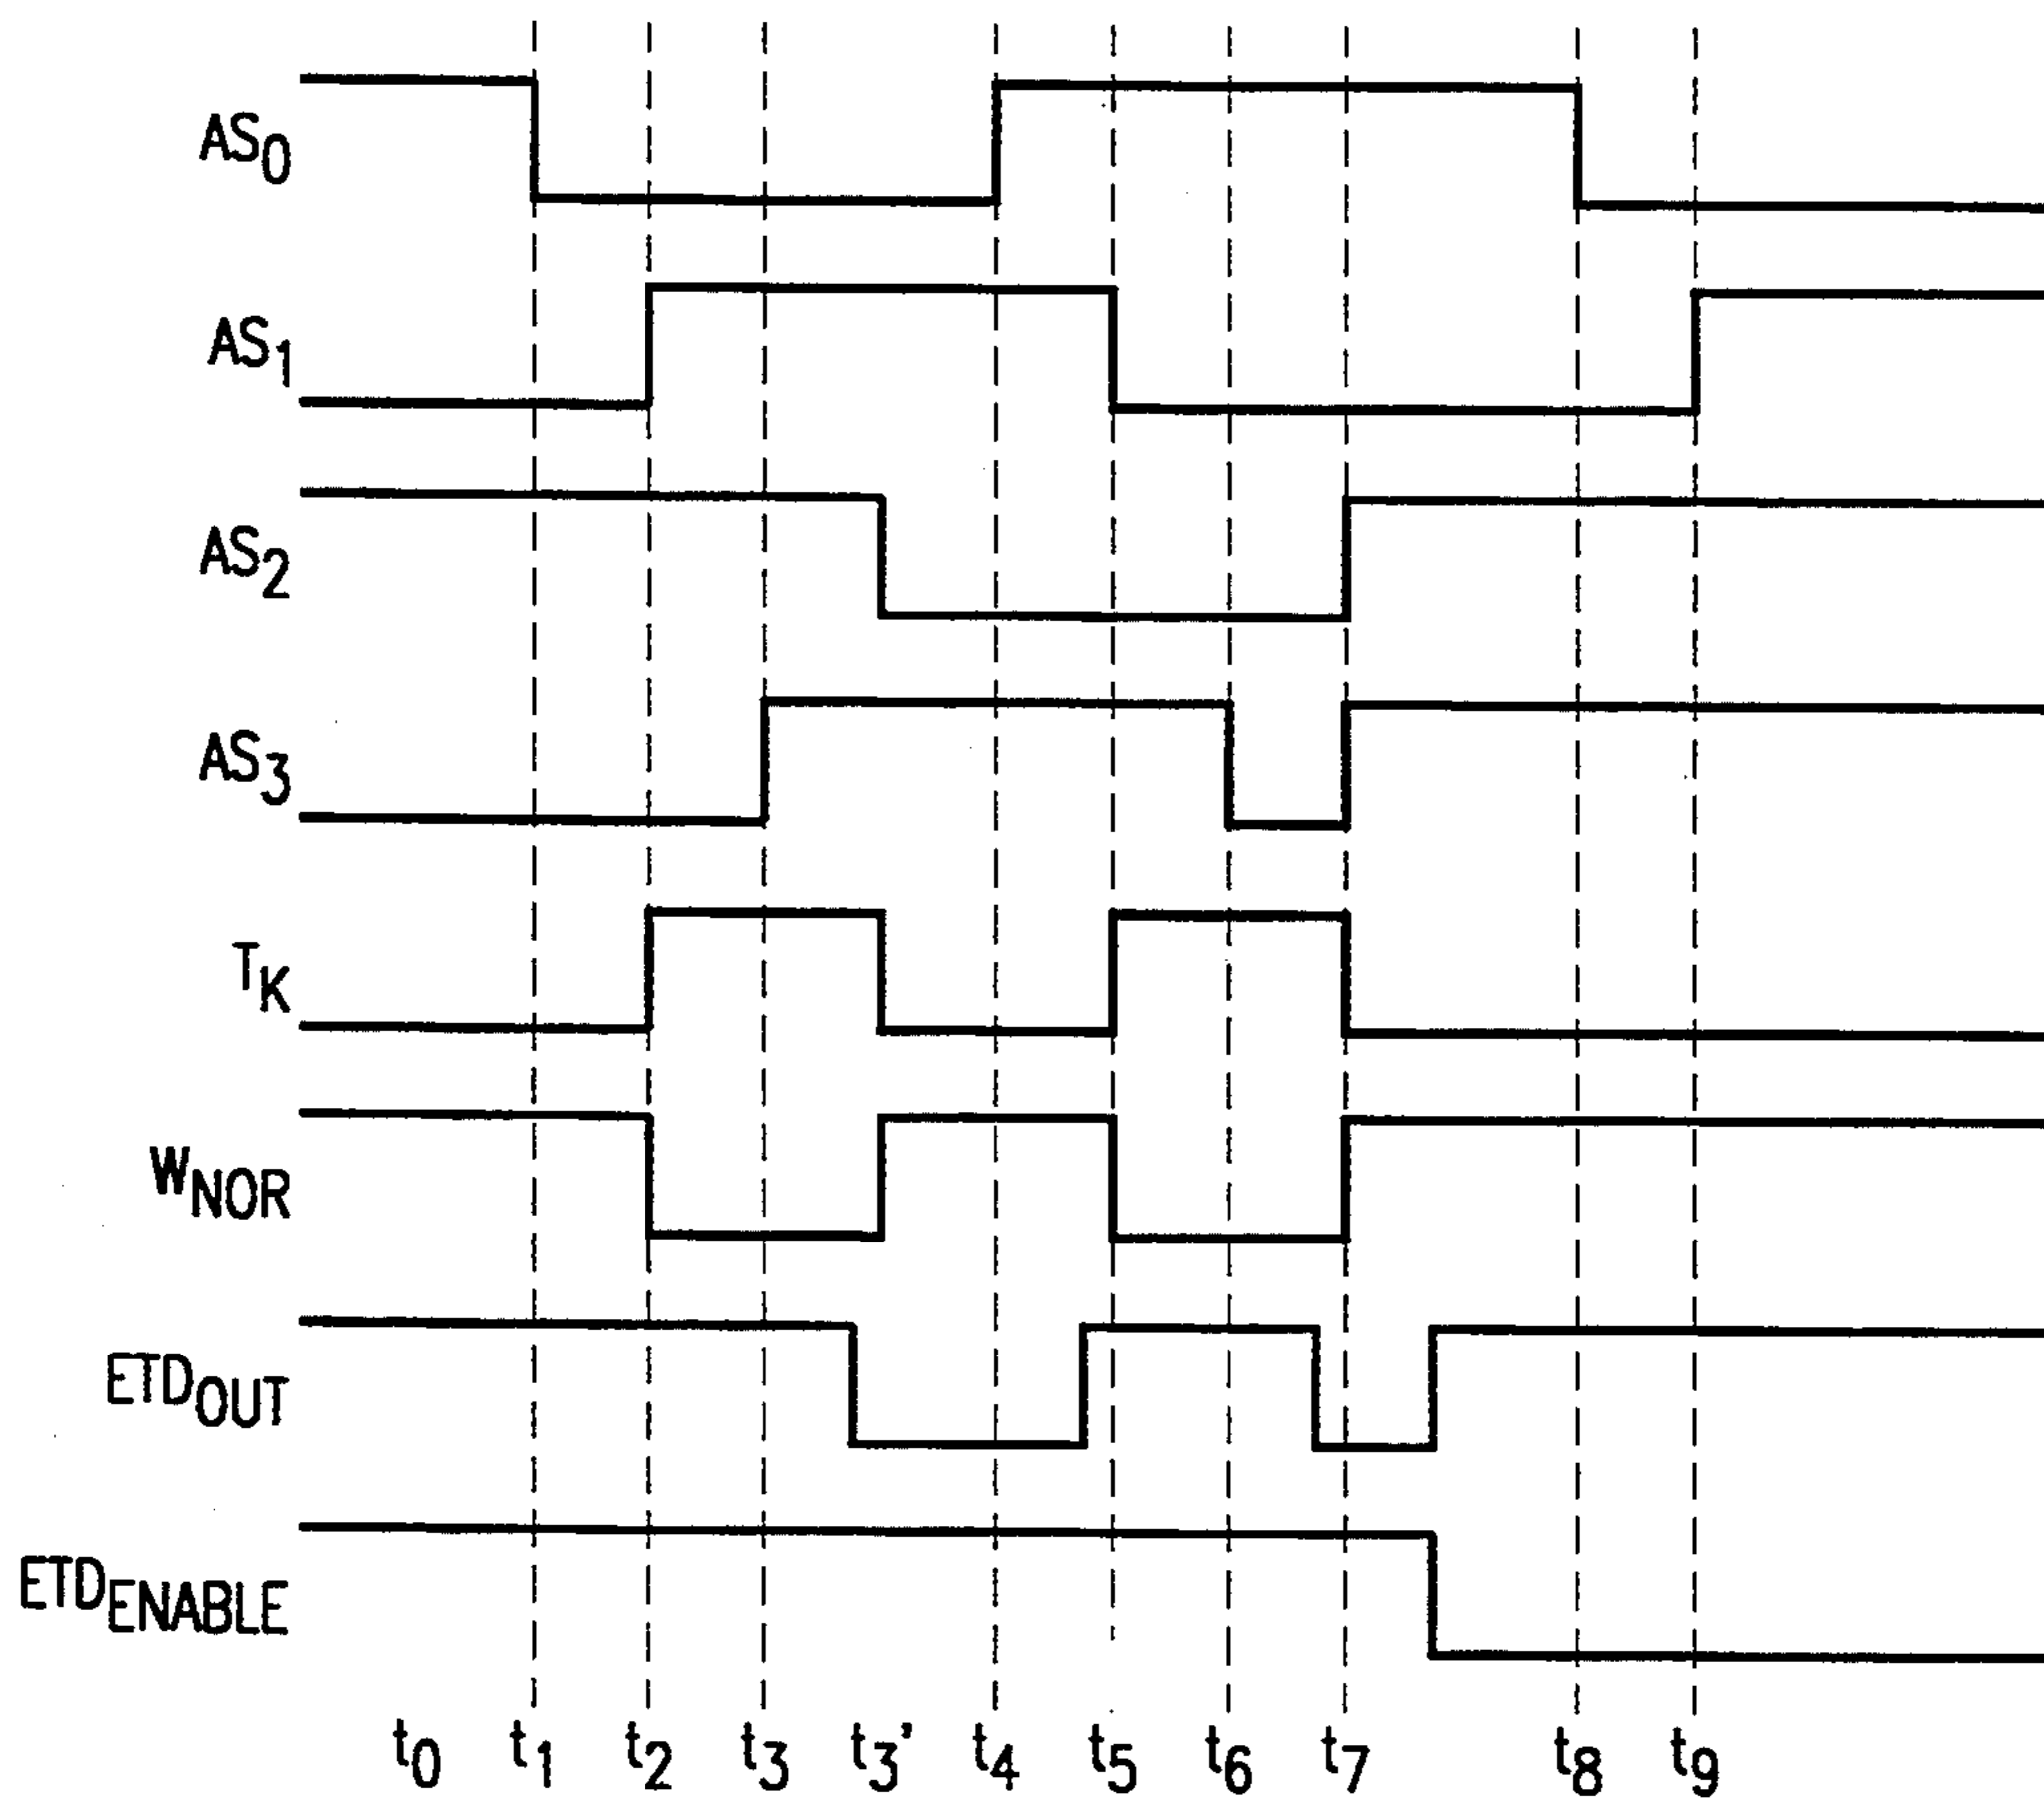 AS0
AS1
AS2
AS3
TK
WNOR
ETDOUT
ETDENABLE
t0 t1 t2 t3 t3' t4 t5 t6 t7 t8 t9